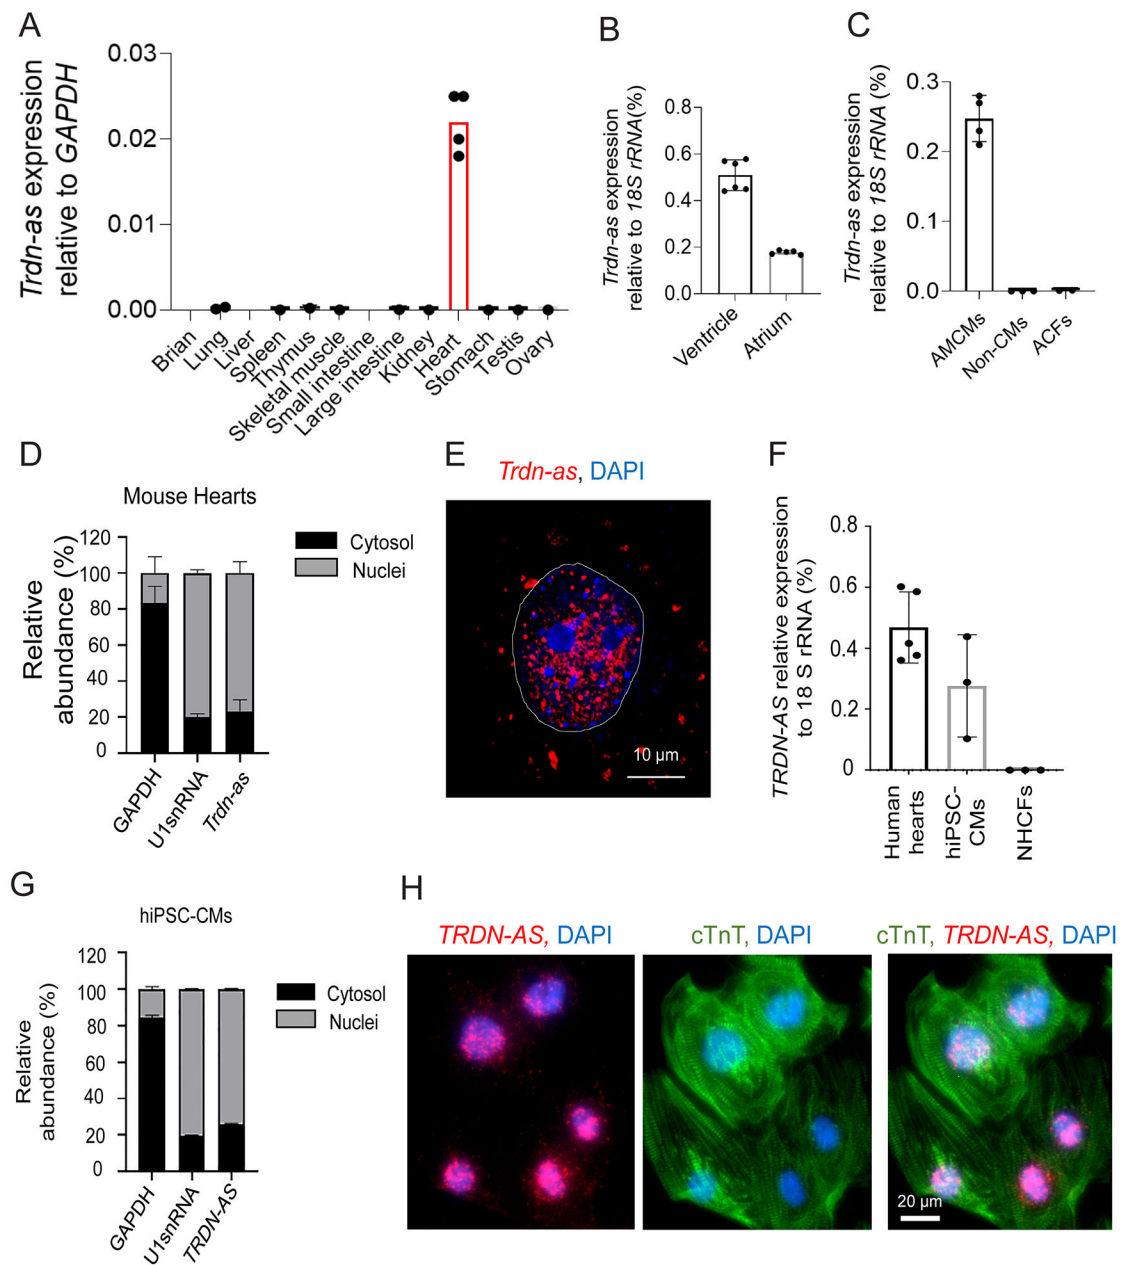 A
Trdn-as expression
relative to GAPDH
0.03
0.02
0.01
0.00
Brian
Lung
Liver
Spleen
Thymus
Skeletal muscle
Small intestine
Large intestine
Kidney
Heart
Stomach
Testis
Ovary
B
Trdn-as expression
relative to 18S rRNA(%)
0.8
0.6
0.4
0.2
0.0
Ventricle
Atrium
C
Trdn-as expression
relative to 18S rRNA (%)
0.3
0.2
0.1
0.0
AMCMs
Non-CMs
ACFs
D
Mouse Hearts
Relative
abundance (%)
120
100
80
60
40
20
0
GAPDH
U1snRNA
Trdn-as
Cytosol
Nuclei
E
Trdn-as, DAPI
10 µm
F
TRDN-AS relative expression
to 18 S rRNA (%)
0.8
0.6
0.4
0.2
0
Human
hearts
hiPSC-
CMs
NHCFs
G
hiPSC-CMs
Relative
abundance (%)
120
100
80
60
40
20
0
GAPDH
U1snRNA
TRDN-AS
Cytosol
Nuclei
H
TRDN-AS, DAPI
cTnT, DAPI
cTnT, TRDN-AS, DAPI
20 µm